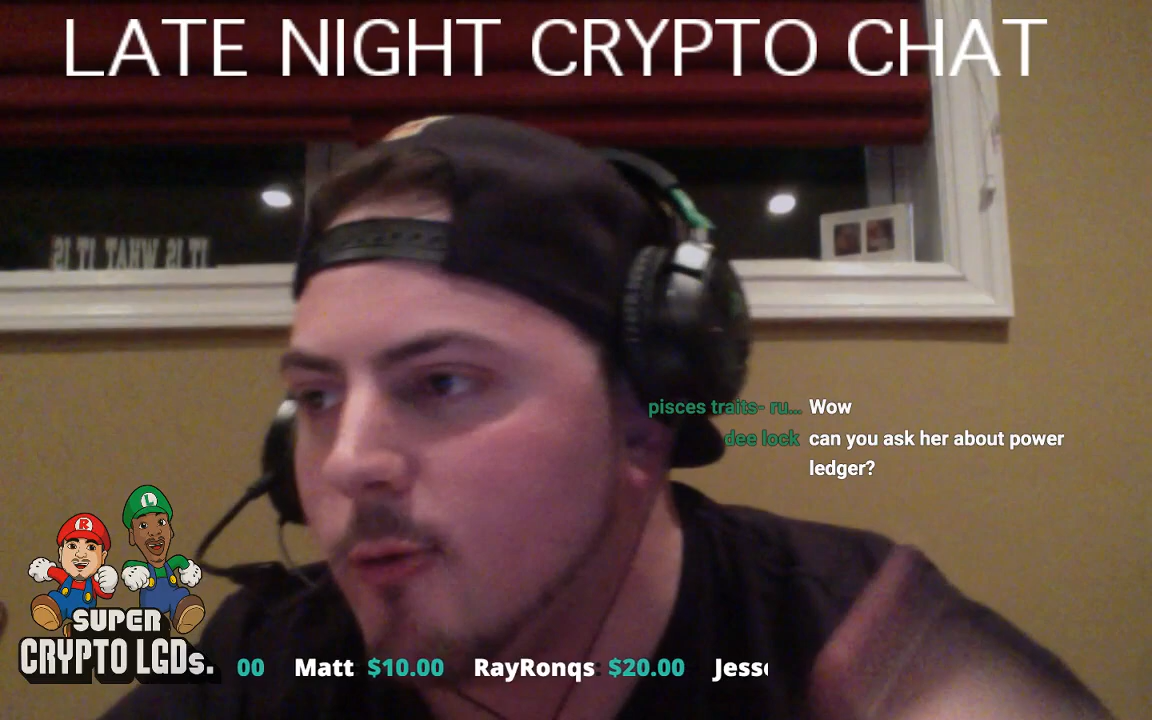 LATE NIGHT CRYPTO CHAT
IT IS WHAT IT IS
pisces traits- ru... Wow
dee lock can you ask her about power
ledger?
R
L
SUPER
CRYPTO LGDs.
00 Matt $10.00 RayRonqs $20.00 Jess